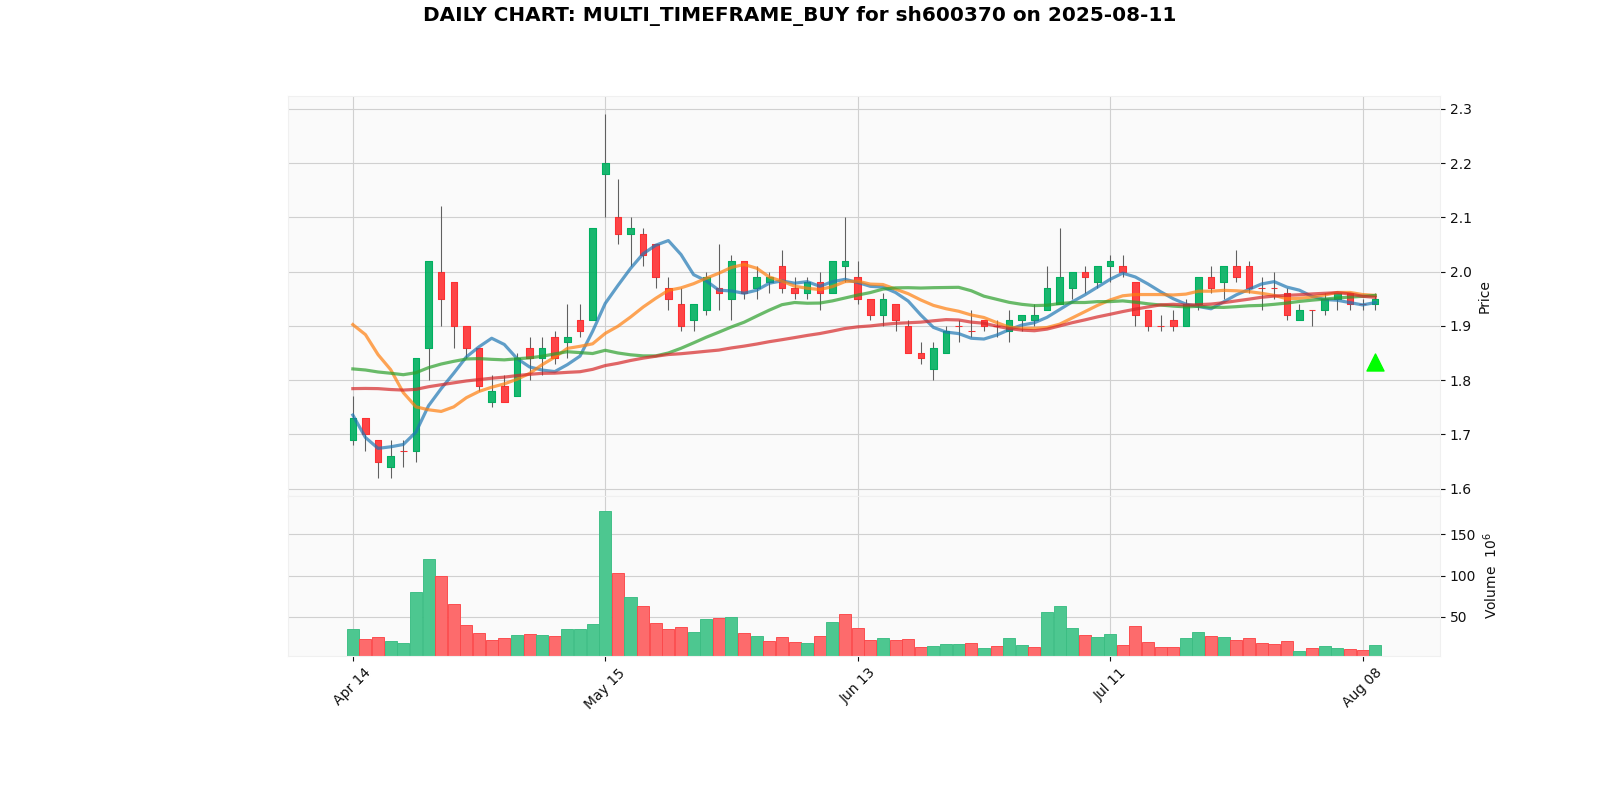 DAILY CHART: MULTI_TIMEFRAME_BUY for sh600370 on 2025-08-11
2.3
2.2
2.1
2.0
1.9
1.8
1.7
1.6
Price
150
100
50
Volume 10⁶
Apr 14
May 15
Jun 13
Jul 11
Aug 08